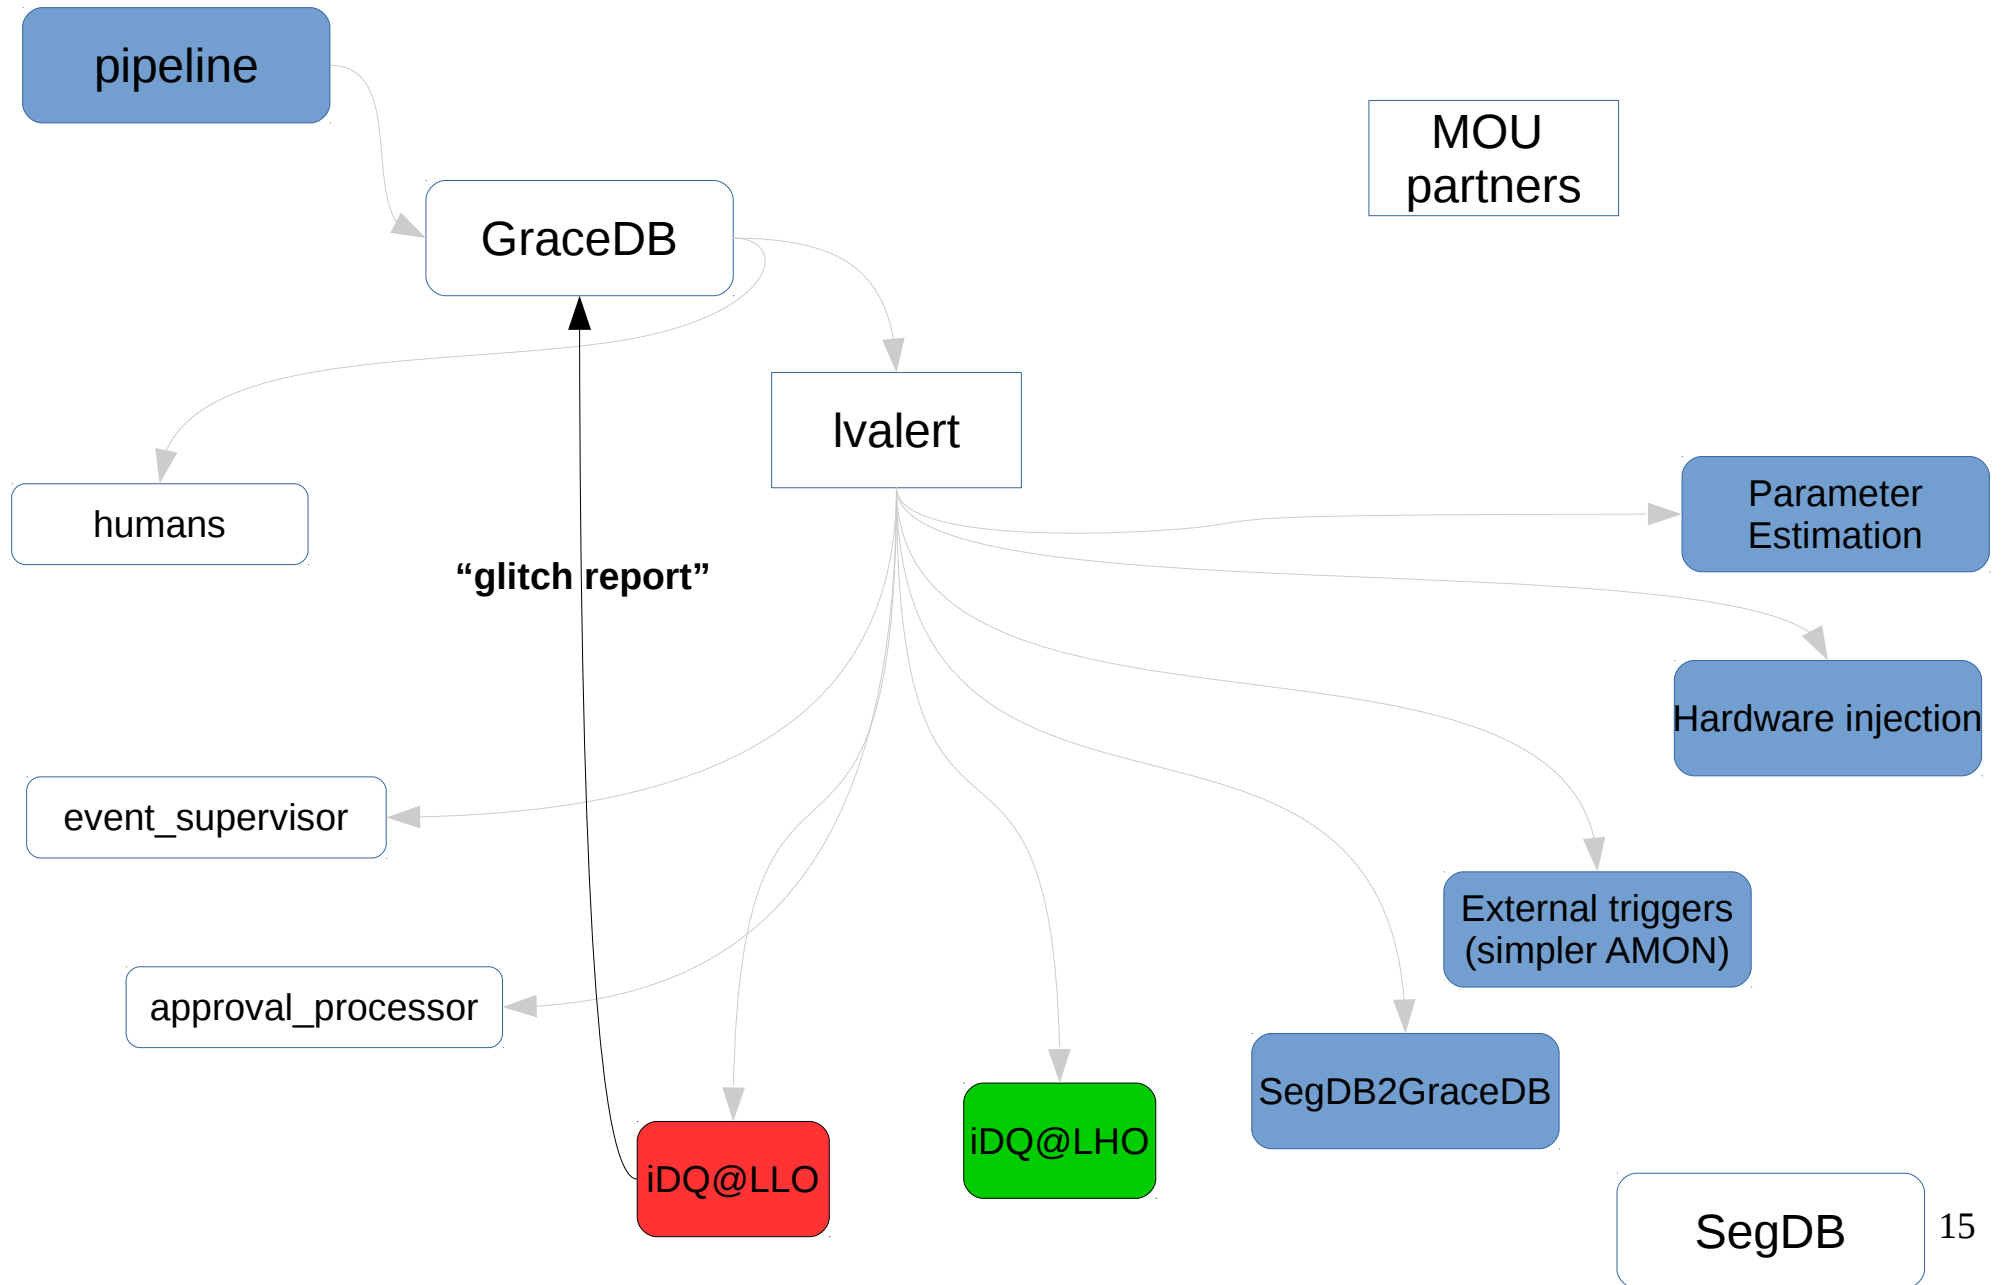 pipeline
MOU
partners
GraceDB
lvalert
Parameter
Estimation
humans
“glitch report”
Hardware injection
event_supervisor
External triggers
(simpler AMON)
approval_processor
SegDB2GraceDB
iDQ@LHO
iDQ@LLO
SegDB
15